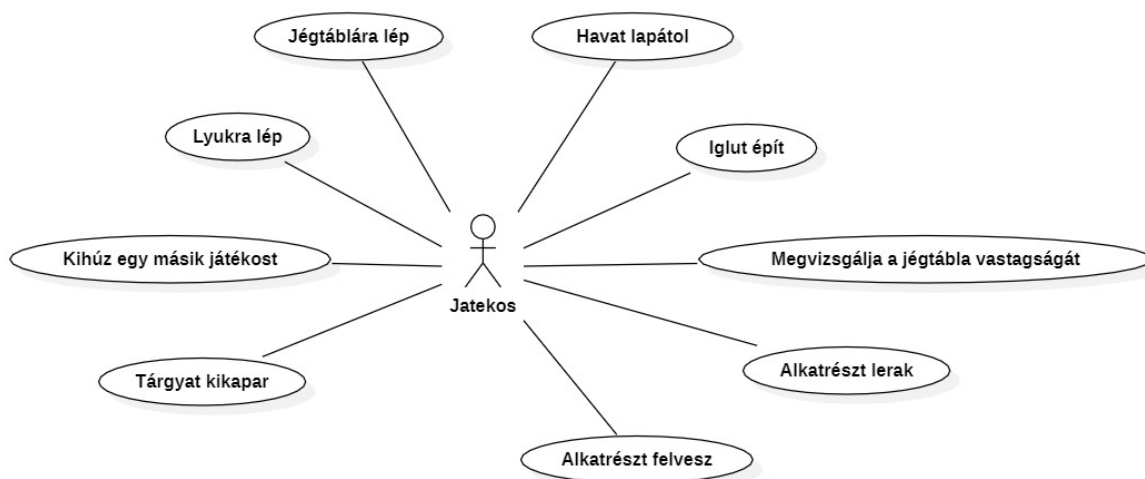 Jégtáblára lép
Havat lapátol
Lyukra lép
Iglut épít
Kihúz egy másik játékost
Megvizsgálja a jégtábla vastagságát
Jatekos
Tárgyat kikapar
Alkatrészt lerak
Alkatrészt felvesz